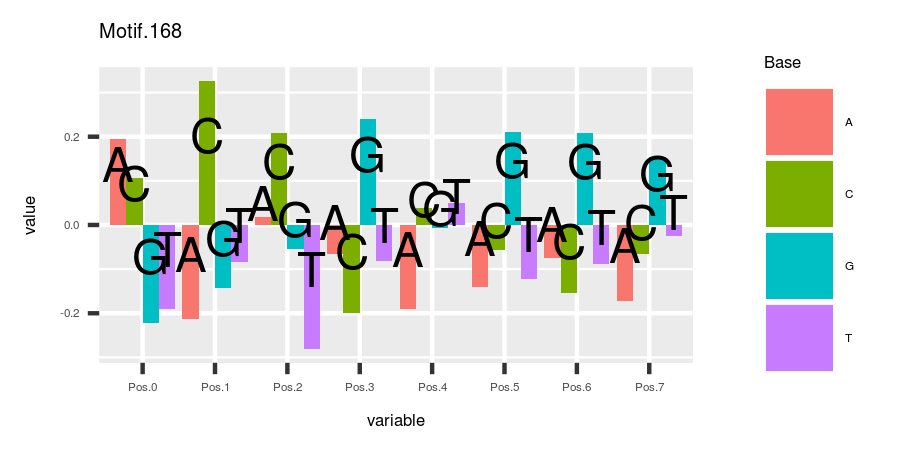 Motif.168
Base
A
C
G
T
value
0.2
0.0
-0.2
A C G T A C G T A C G T A C G T A C G T A C G T A C G T A C G T
Pos.0 Pos.1 Pos.2 Pos.3 Pos.4 Pos.5 Pos.6 Pos.7
variable